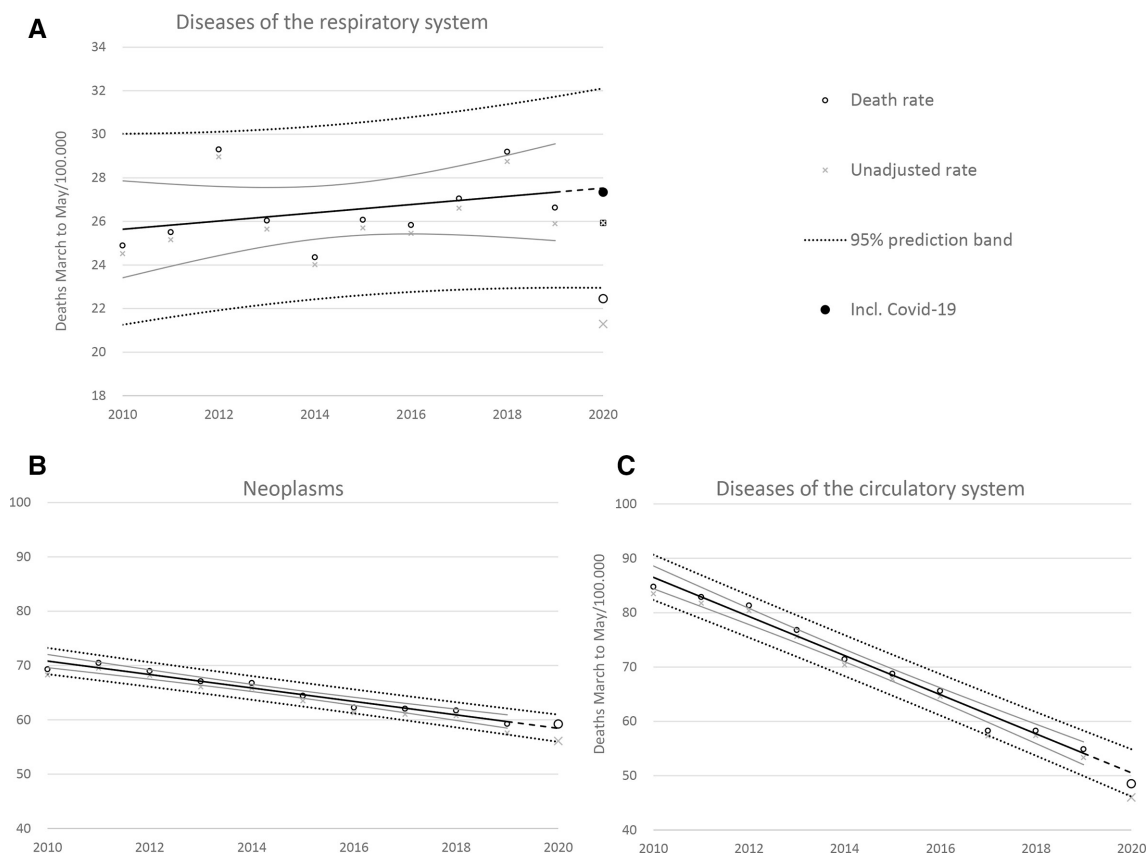 A
Diseases of the respiratory system
Deaths March to May/100.000
34
32
30
28
26
24
22
20
18
2010 2012 2014 2016 2018 2020
Death rate
Unadjusted rate
95% prediction band
Incl. Covid-19
B
Neoplasms
100
90
80
70
60
50
40
2010 2012 2014 2016 2018 2020
C
Diseases of the circulatory system
Deaths March to May/100.000
100
90
80
70
60
50
40
2010 2012 2014 2016 2018 2020